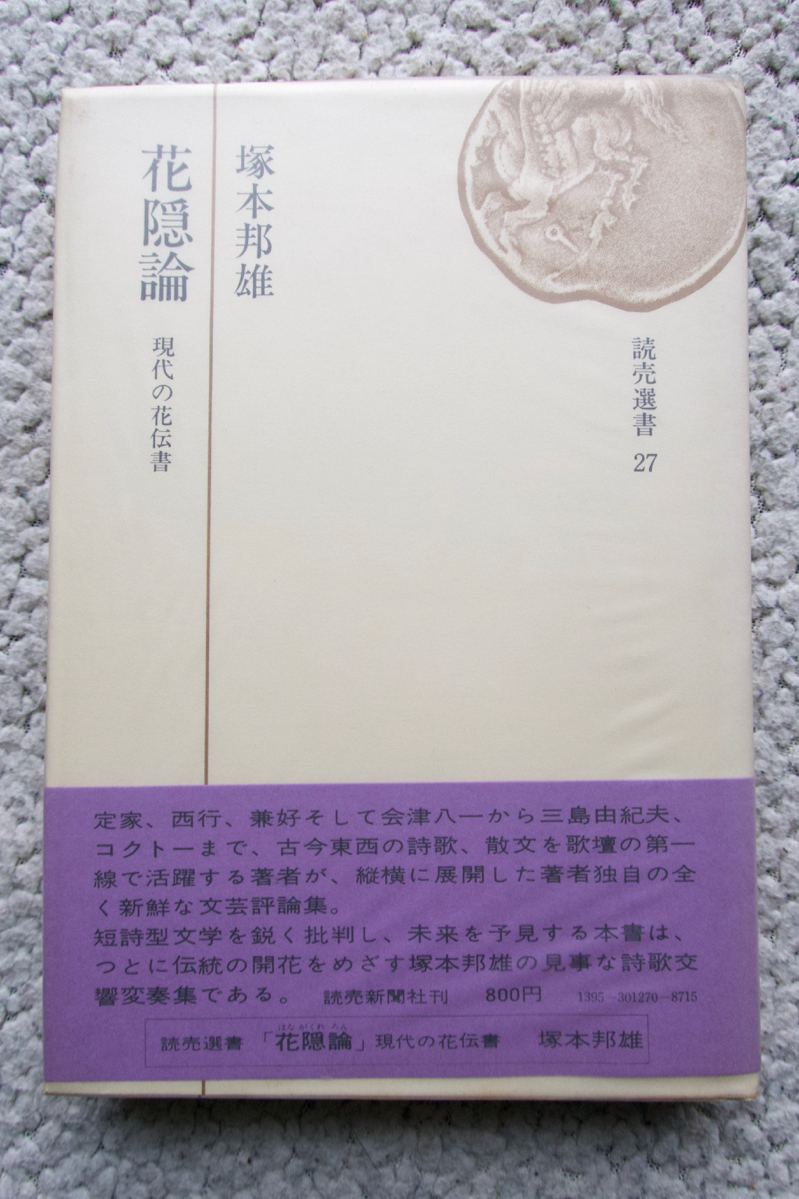 読売選書 27
塚本邦雄
花隠論
現代の花伝書
定家、西行、兼好そして会津八一から三島由紀夫、
コクトーまで、古今東西の詩歌、散文を歌壇の第一
線で活躍する著者が、縦横に展開した著者独自の全
く新鮮な文芸評論集。
短詩型文学を鋭く批判し、未来を予見する本書は、
つとに伝統の開花をめざす塚本邦雄の見事な詩歌交
響変奏集である。 読売新聞社刊 800円 1395-301270-8715
はながくれろん
読売選書 「花隠論」現代の花伝書 塚本邦雄